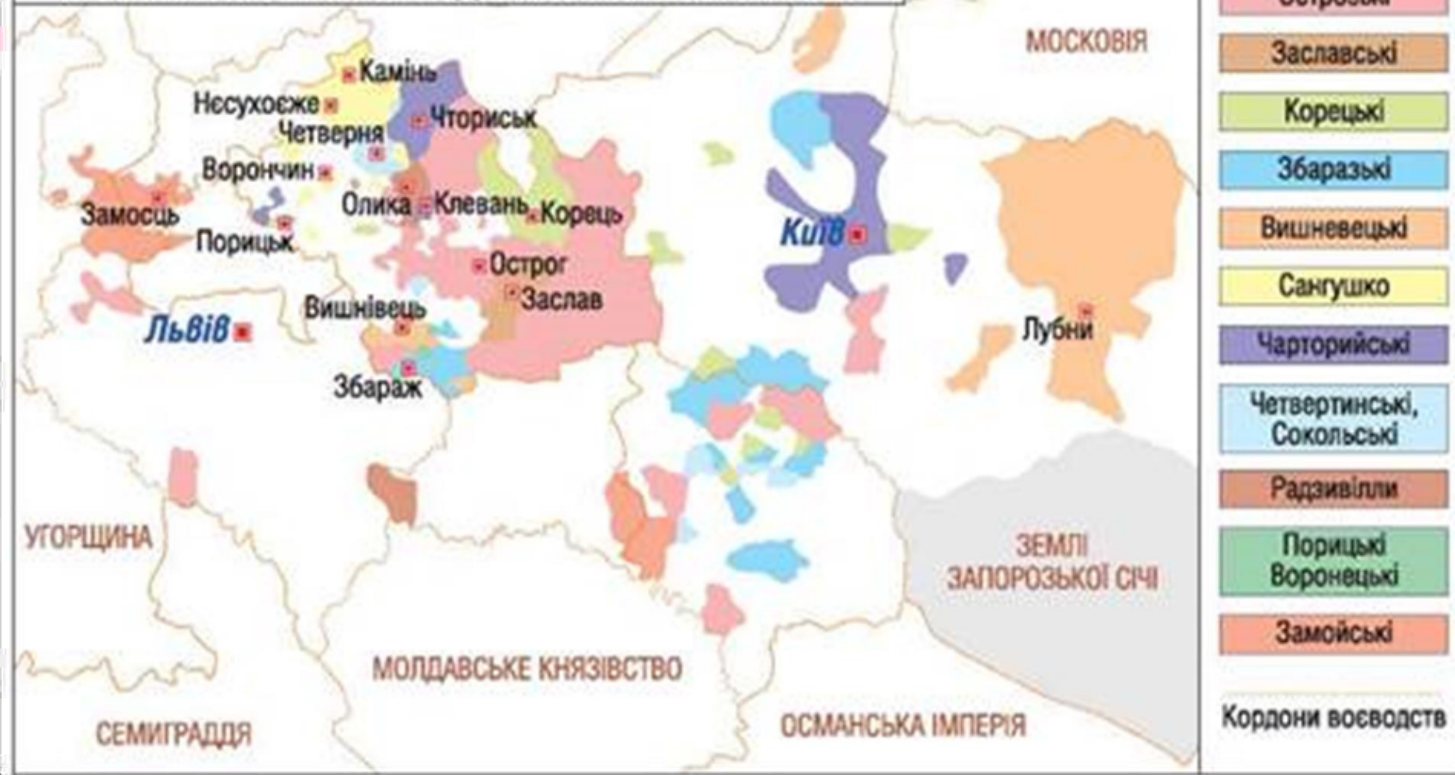 МОСКОВІЯ
Камінь
Несухоєже
Четверня
Чториськ
Ворончин
Замосць
Олика
Клевань
Корець
Порицьк
Київ
Острог
Заслав
Вишнівець
Львів
Лубни
Збараж
УГОРЩИНА
ЗЕМЛІ
ЗАПОРОЗЬКОЇ СІЧІ
МОЛДАВСЬКЕ КНЯЗІВСТВО
СЕМИГРАДДЯ
ОСМАНСЬКА ІМПЕРІЯ
Заславські
Корецькі
Збаразькі
Вишневецькі
Сангушко
Чарторийські
Четвертинські,
Сокольські
Радзивілли
Порицькі
Воронецькі
Замойські
Кордони воєводств